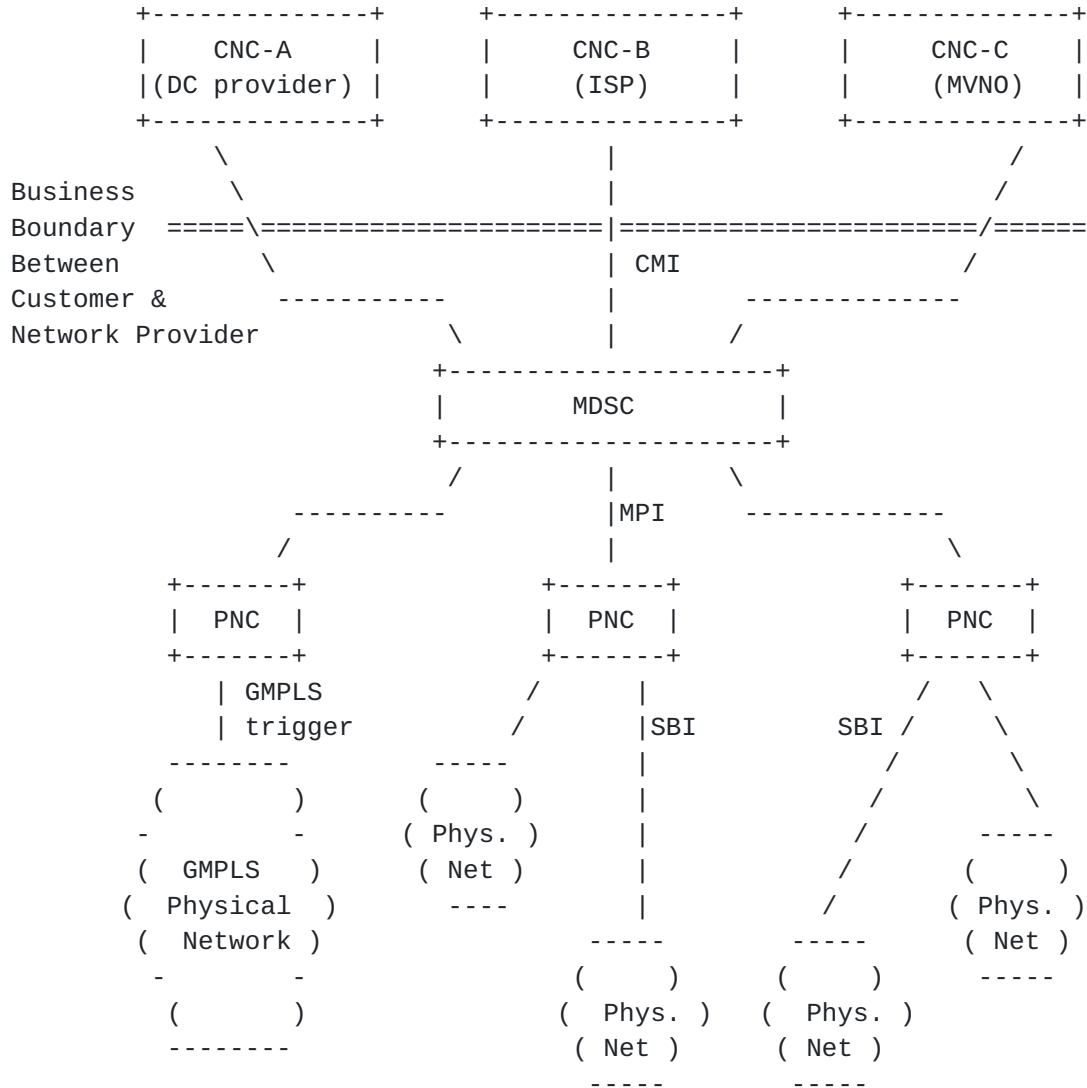 CNC-A CNC-B CNC-C
(DC provider) (ISP) (MVNO)
Business
Boundary
Between CMI
Customer &
Network Provider
MDSC
MPI
PNC PNC PNC
GMPLS
trigger SBI SBI
Phys.
GMPLS Net
Physical Phys.
Network Net
Phys. Phys.
Net Net